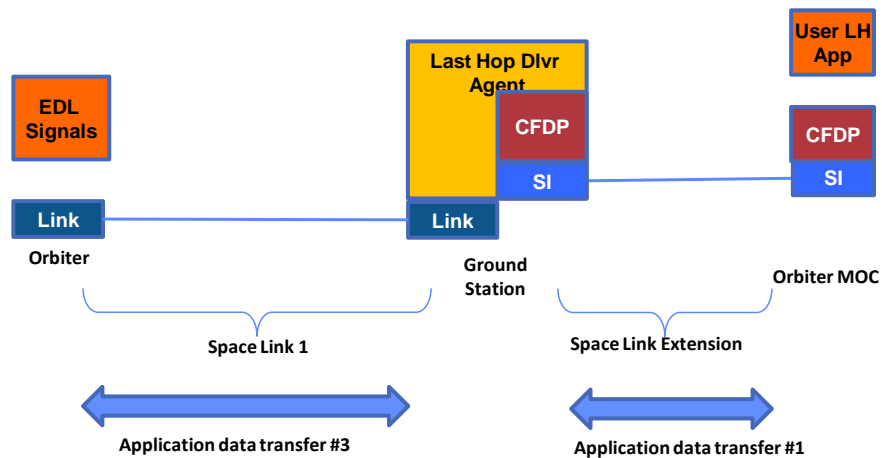 User LH
App
Last Hop Dlvr
Agent
EDL
Signals
CFDP
CFDP
SI
SI
Link
Link
Orbiter
Ground
Station
Orbiter MOC
Space Link 1
Space Link Extension
Application data transfer #3
Application data transfer #1